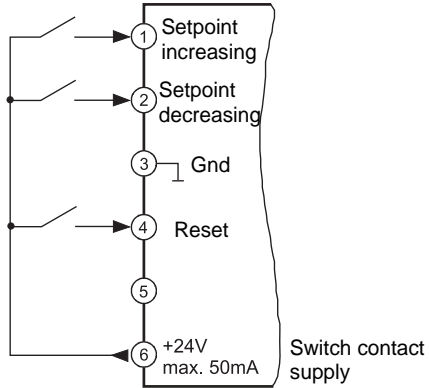 1 Setpoint
increasing
2 Setpoint
decreasing
3 Gnd
4 Reset
5
6 +24V
max. 50mA
Switch contact
supply